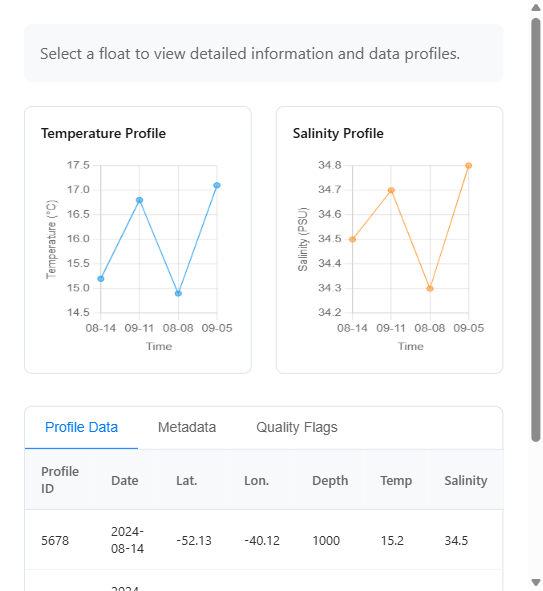 Select a float to view detailed information and data profiles.
Temperature Profile
17.5
17.0
16.5
16.0
15.5
15.0
14.5
Temperature (°C)
08-14 09-11 08-08 09-05
Time
Salinity Profile
34.8
34.7
34.6
34.5
34.4
34.3
34.2
Salinity (PSU)
08-14 09-11 08-08 09-05
Time
Profile Data Metadata Quality Flags
Profile ID Date Lat. Lon. Depth Temp Salinity
5678 2024-08-14 -52.13 -40.12 1000 15.2 34.5